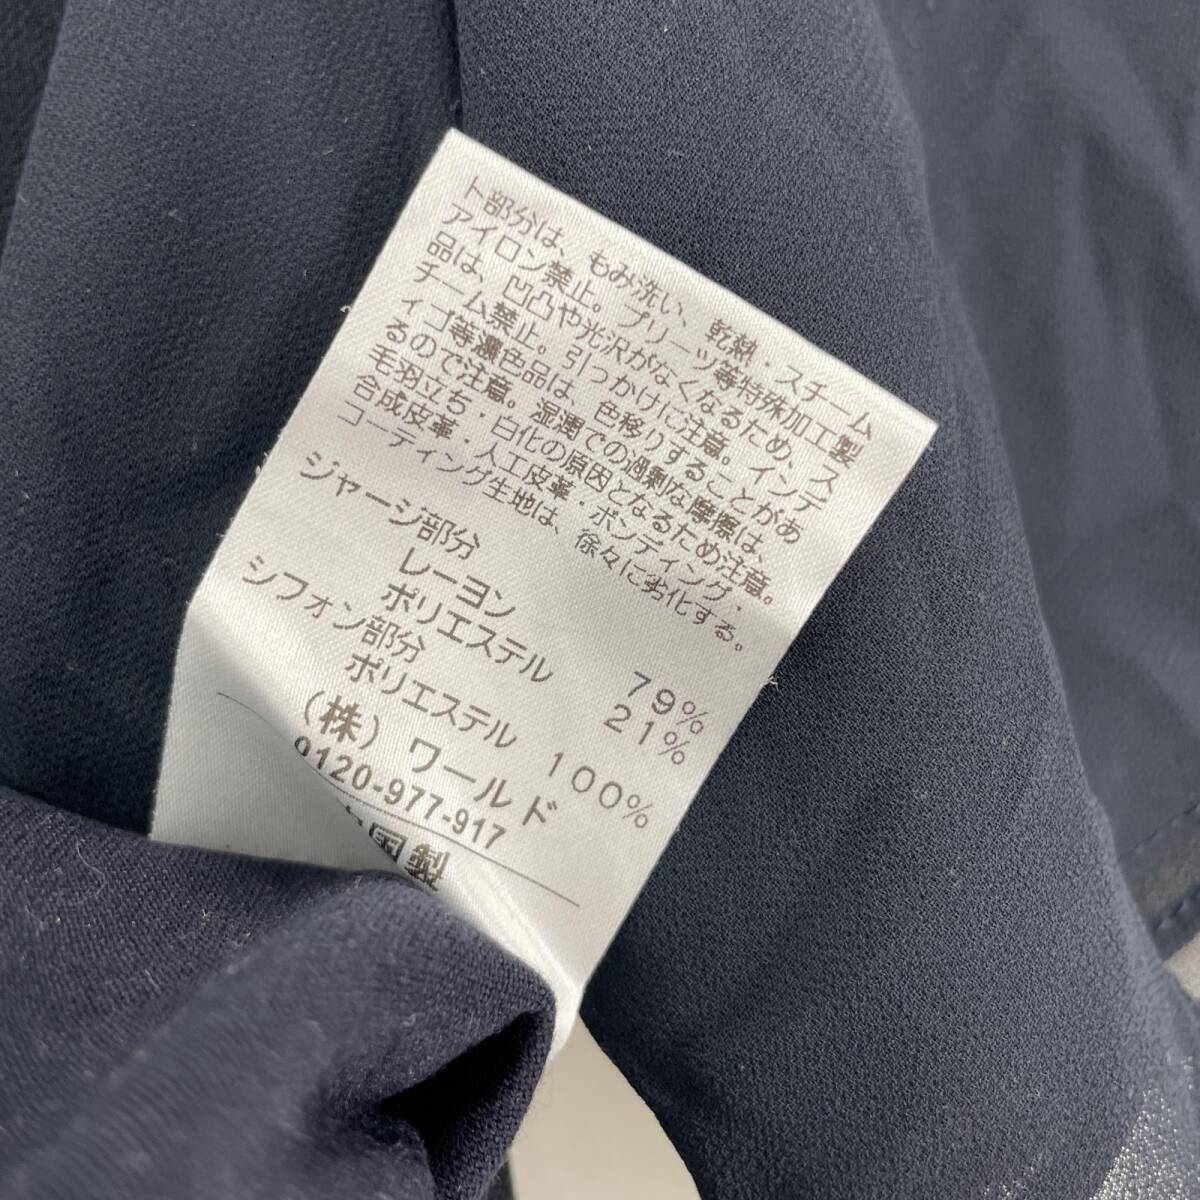 ト部分は、もみ洗い、乾熱・スチーム
アイロン禁止。プリーツ等特殊加工製
品は、凹凸や光沢がなくなるため、ス
チーム禁止。引っかけに注意。インデ
ィゴ等濃色品は、色移りすることがあ
るので注意。湿潤での過剰な摩擦は、
毛羽立ち・白化の原因となるため注意。
合成皮革・人工皮革・ボンディング・
コーティング生地は、徐々に劣化する。
ジャージ部分
レーヨン 79%
ポリエステル 21%
シフォン部分
ポリエステル 100%
(株)ワールド
0120-977-917
国製